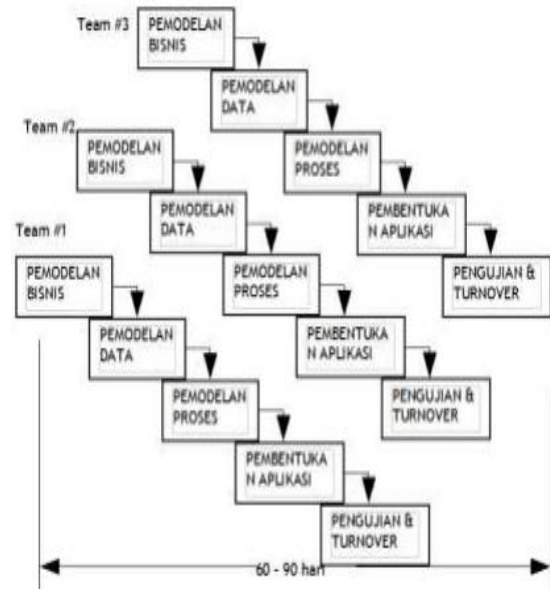 Team #3
PEMODELAN
BISNIS
PEMODELAN
DATA
PEMODELAN
PROSES
PEMBENTUKA
N APLIKASI
PENGUJIAN &
TURNOVER
Team #2
PEMODELAN
BISNIS
PEMODELAN
DATA
PEMODELAN
PROSES
PEMBENTUKA
N APLIKASI
PENGUJIAN &
TURNOVER
Team #1
PEMODELAN
BISNIS
PEMODELAN
DATA
PEMODELAN
PROSES
PEMBENTUKA
N APLIKASI
PENGUJIAN &
TURNOVER
60 - 90 hari